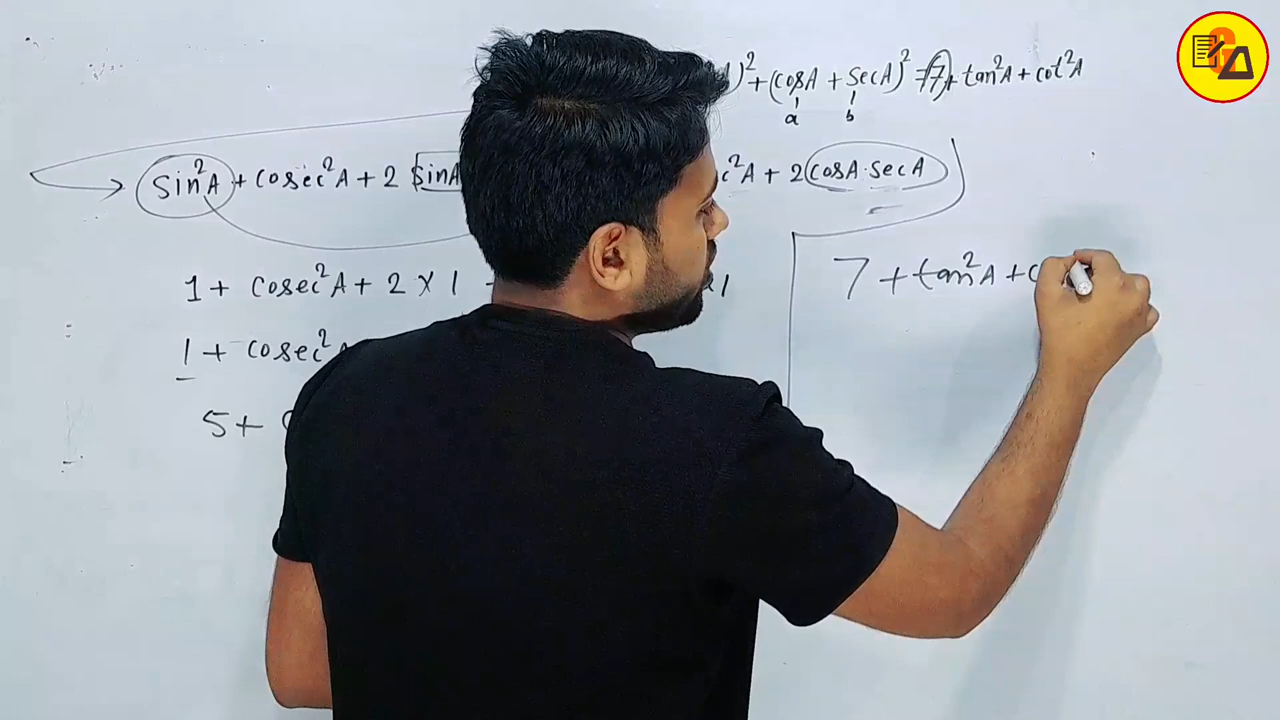 )² + (cosA + secA)² = 7 + tan²A + cot²A
a b
sin²A + cosec²A + 2 sinA c²A + 2 cosA·secA
1 + cosec²A + 2 × 1 + ×1
7 + tan²A + c
1 + cosec²A
5 +